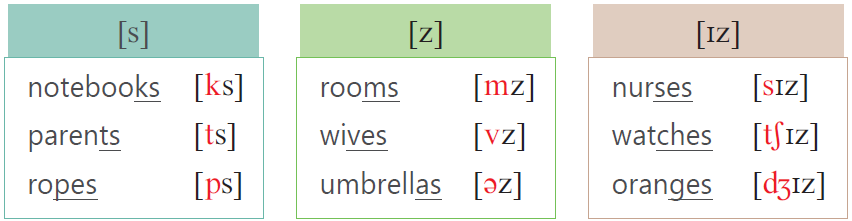 [s]
notebooks [ks]
parents [ts]
ropes [ps]
[z]
rooms [mz]
wives [vz]
umbrellas [əz]
[ɪz]
nurses [sɪz]
watches [tʃɪz]
oranges [dʒɪz]